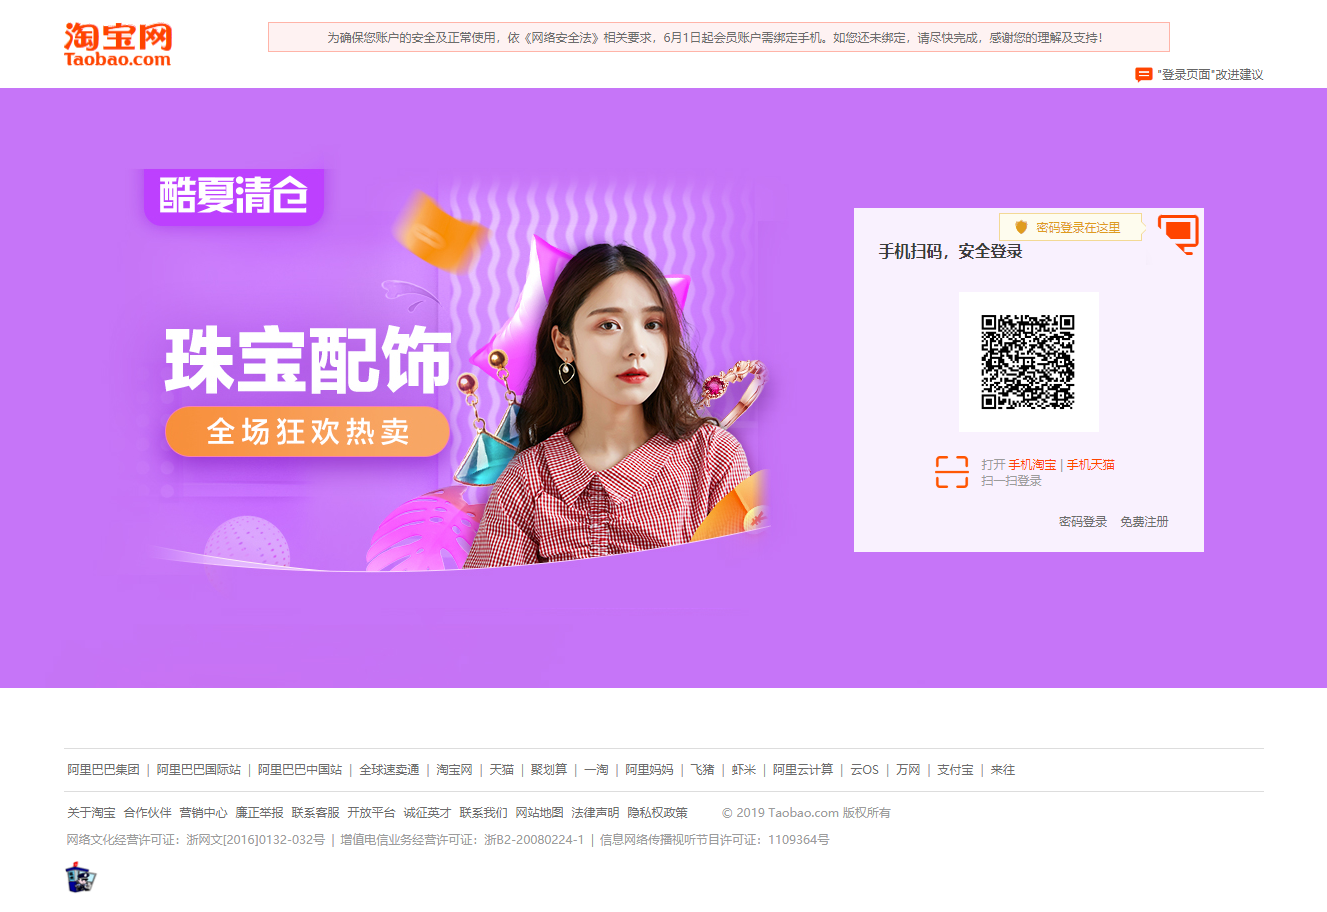 淘宝网
Taobao.com
为确保您账户的安全及正常使用，依《网络安全法》相关要求，6月1日起会员账户需绑定手机。如您还未绑定，请尽快完成，感谢您的理解及支持！
"登录页面"改进建议
酷夏清仓
珠宝配饰
全场狂欢热卖
密码登录在这里
手机扫码，安全登录
打开 手机淘宝 | 手机天猫
扫一扫登录
密码登录 免费注册
阿里巴巴集团 | 阿里巴巴国际站 | 阿里巴巴中国站 | 全球速卖通 | 淘宝网 | 天猫 | 聚划算 | 一淘 | 阿里妈妈 | 飞猪 | 虾米 | 阿里云计算 | 云OS | 万网 | 支付宝 | 来往
关于淘宝 合作伙伴 营销中心 廉正举报 联系客服 开放平台 诚征英才 联系我们 网站地图 法律声明 隐私权政策 © 2019 Taobao.com 版权所有
网络文化经营许可证：浙网文[2016]0132-032号 | 增值电信业务经营许可证：浙B2-20080224-1 | 信息网络传播视听节目许可证：1109364号